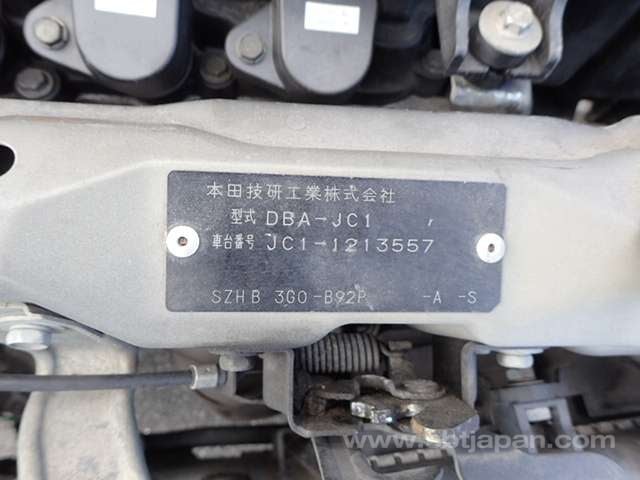 本田技研工業株式会社
型式 DBA-JC1
車台番号 JC1-1213557
SZH B 3G0-B92P -A -S
www.sbtjapan.com